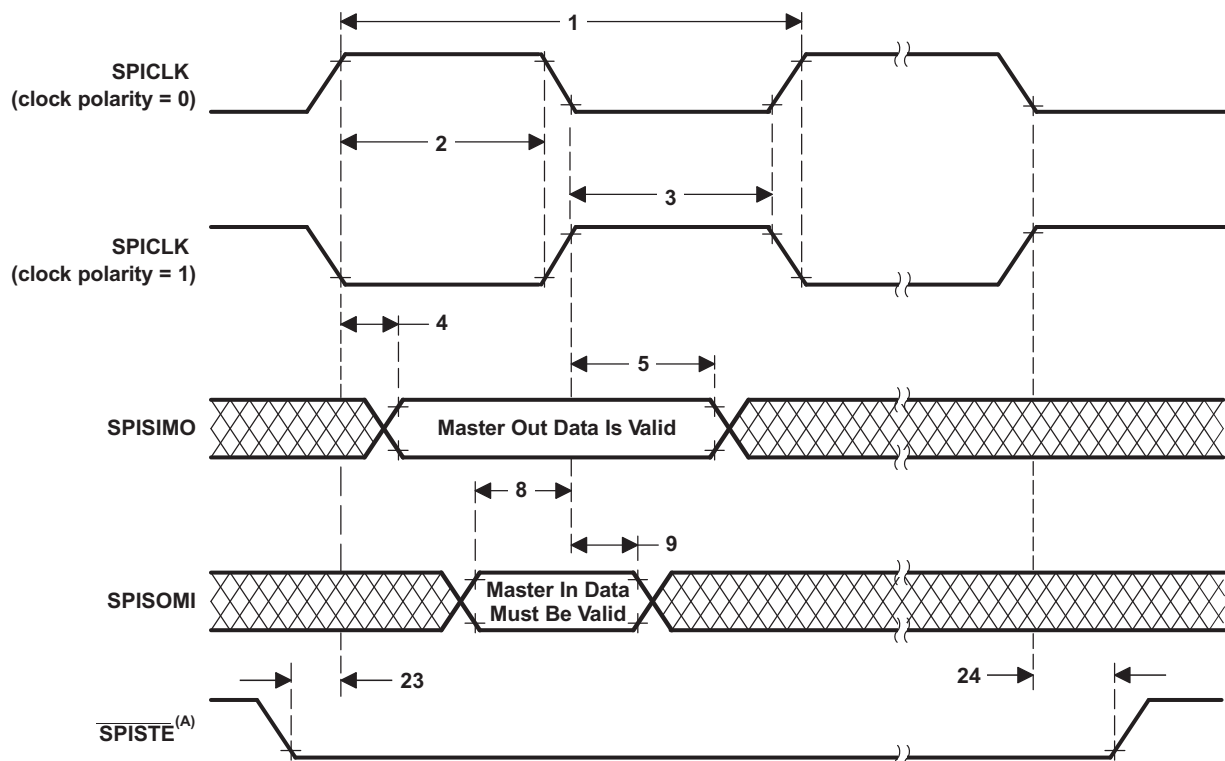 1
SPICLK
(clock polarity = 0)
2
3
SPICLK
(clock polarity = 1)
4
5
SPISIMO
Master Out Data Is Valid
8
9
SPISOMI
Master In Data
Must Be Valid
23
24
SPISTE(A)